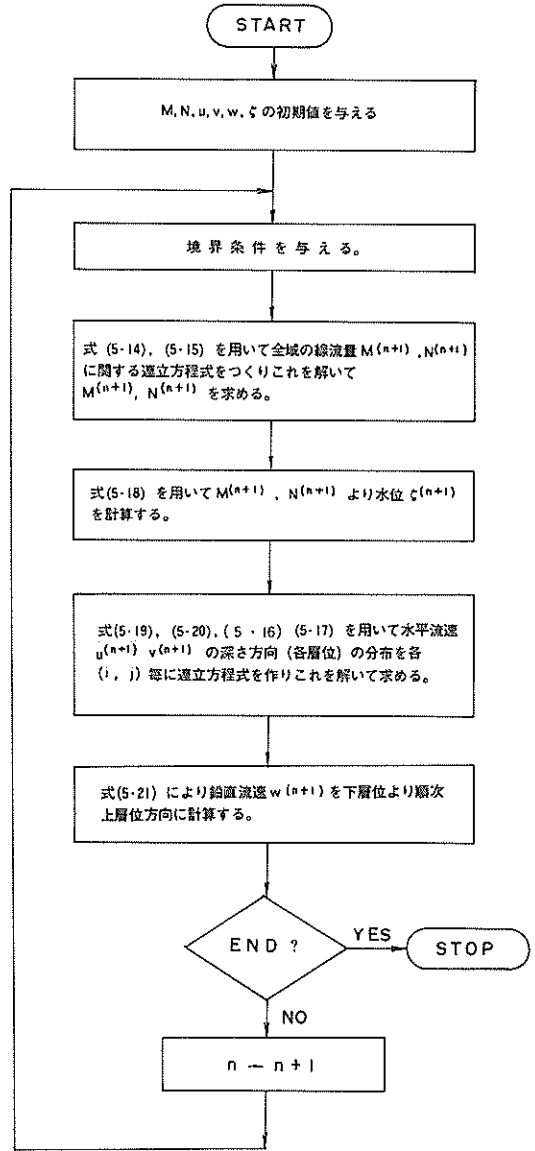 START
M, N, u, v, w, ζ の初期値を与える
境界条件を与える。
式 (5·14), (5·15) を用いて全域の線流量 M(n+1) , N(n+1)
に関する連立方程式をつくりこれを解いて
M(n+1), N(n+1) を求める。
式(5·18) を用いて M(n+1) , N(n+1) より水位 ζ(n+1)
を計算する。
式(5·19), (5·20), (5·16) (5·17) を用いて水平流速
u(n+1) v(n+1) の深さ方向 (各層位) の分布を各
(i, j) 毎に連立方程式を作りこれを解いて求める。
式(5·21) により鉛直流速 w(n+1) を下層位より順次
上層位方向に計算する。
END ?
YES
STOP
NO
n − n+1